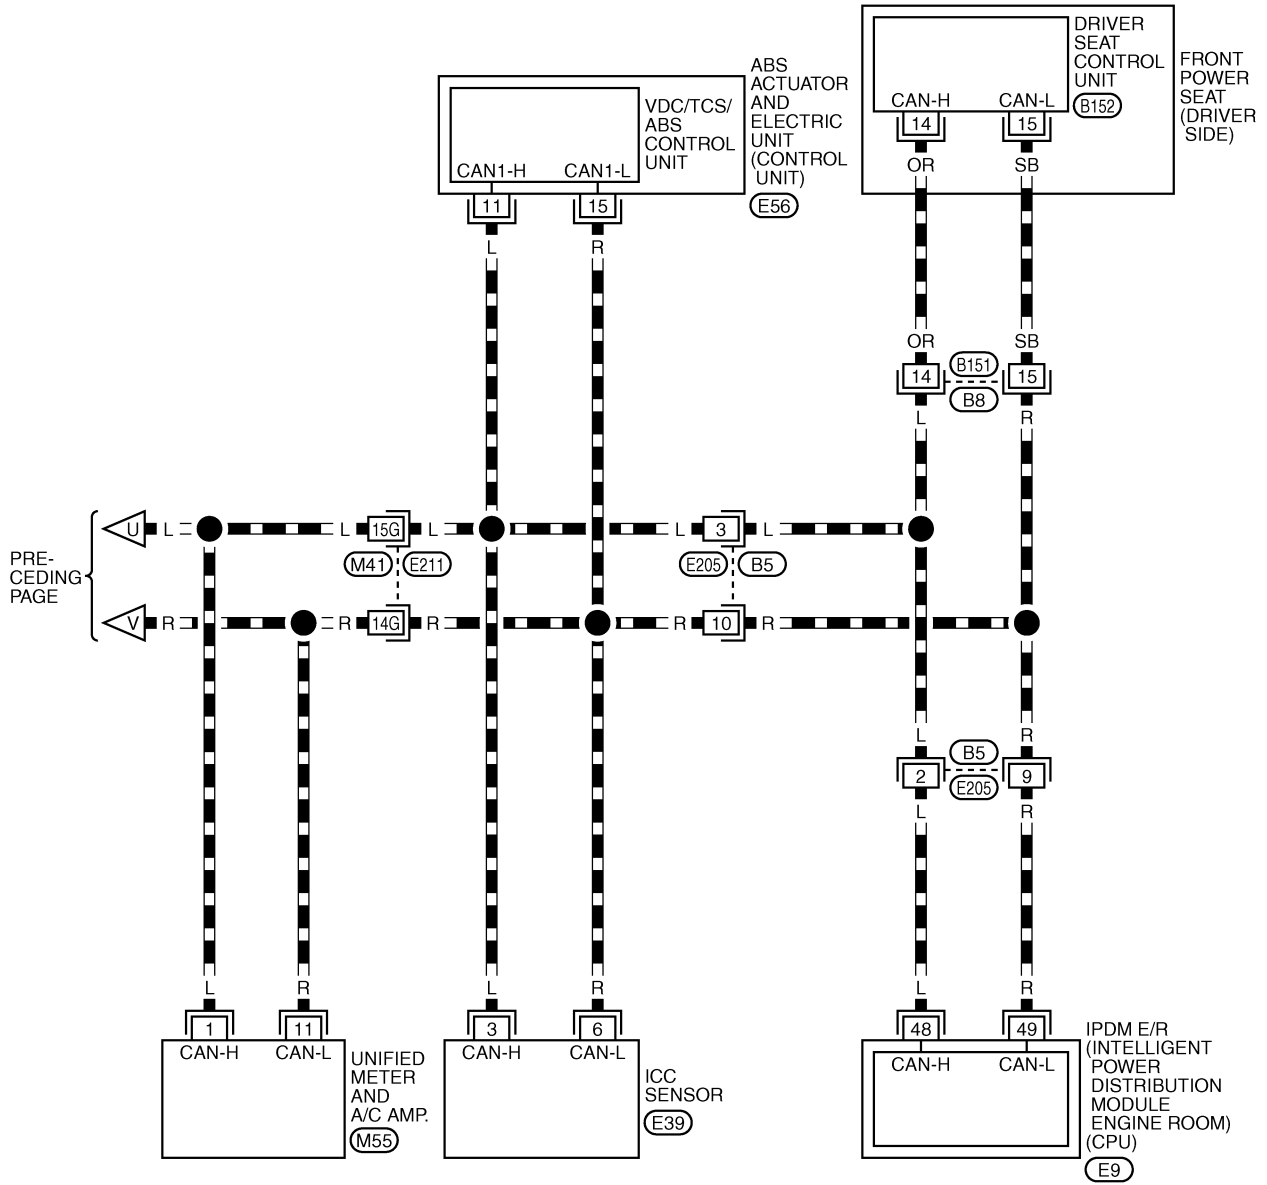 DRIVER
SEAT
CONTROL
UNIT
B152
FRONT
POWER
SEAT
(DRIVER
SIDE)
CAN-H
CAN-L
14
15
OR
SB
ABS
ACTUATOR
AND
ELECTRIC
UNIT
(CONTROL
UNIT)
E56
VDC/TCS/
ABS
CONTROL
UNIT
CAN1-H
CAN1-L
11
15
L
R
OR
SB
14
B151
15
B8
L
R
PRE-
CEDING
PAGE
U
L
L
15G
L
L
3
L
M41
E211
E205
B5
V
R
R
14G
R
R
10
R
L
R
B5
2
9
E205
L
R
L
R
L
R
L
R
1
11
3
6
48
49
CAN-H
CAN-L
CAN-H
CAN-L
CAN-H
CAN-L
UNIFIED
METER
AND
A/C AMP.
M55
ICC
SENSOR
E39
IPDM E/R
(INTELLIGENT
POWER
DISTRIBUTION
MODULE
ENGINE ROOM)
(CPU)
E9